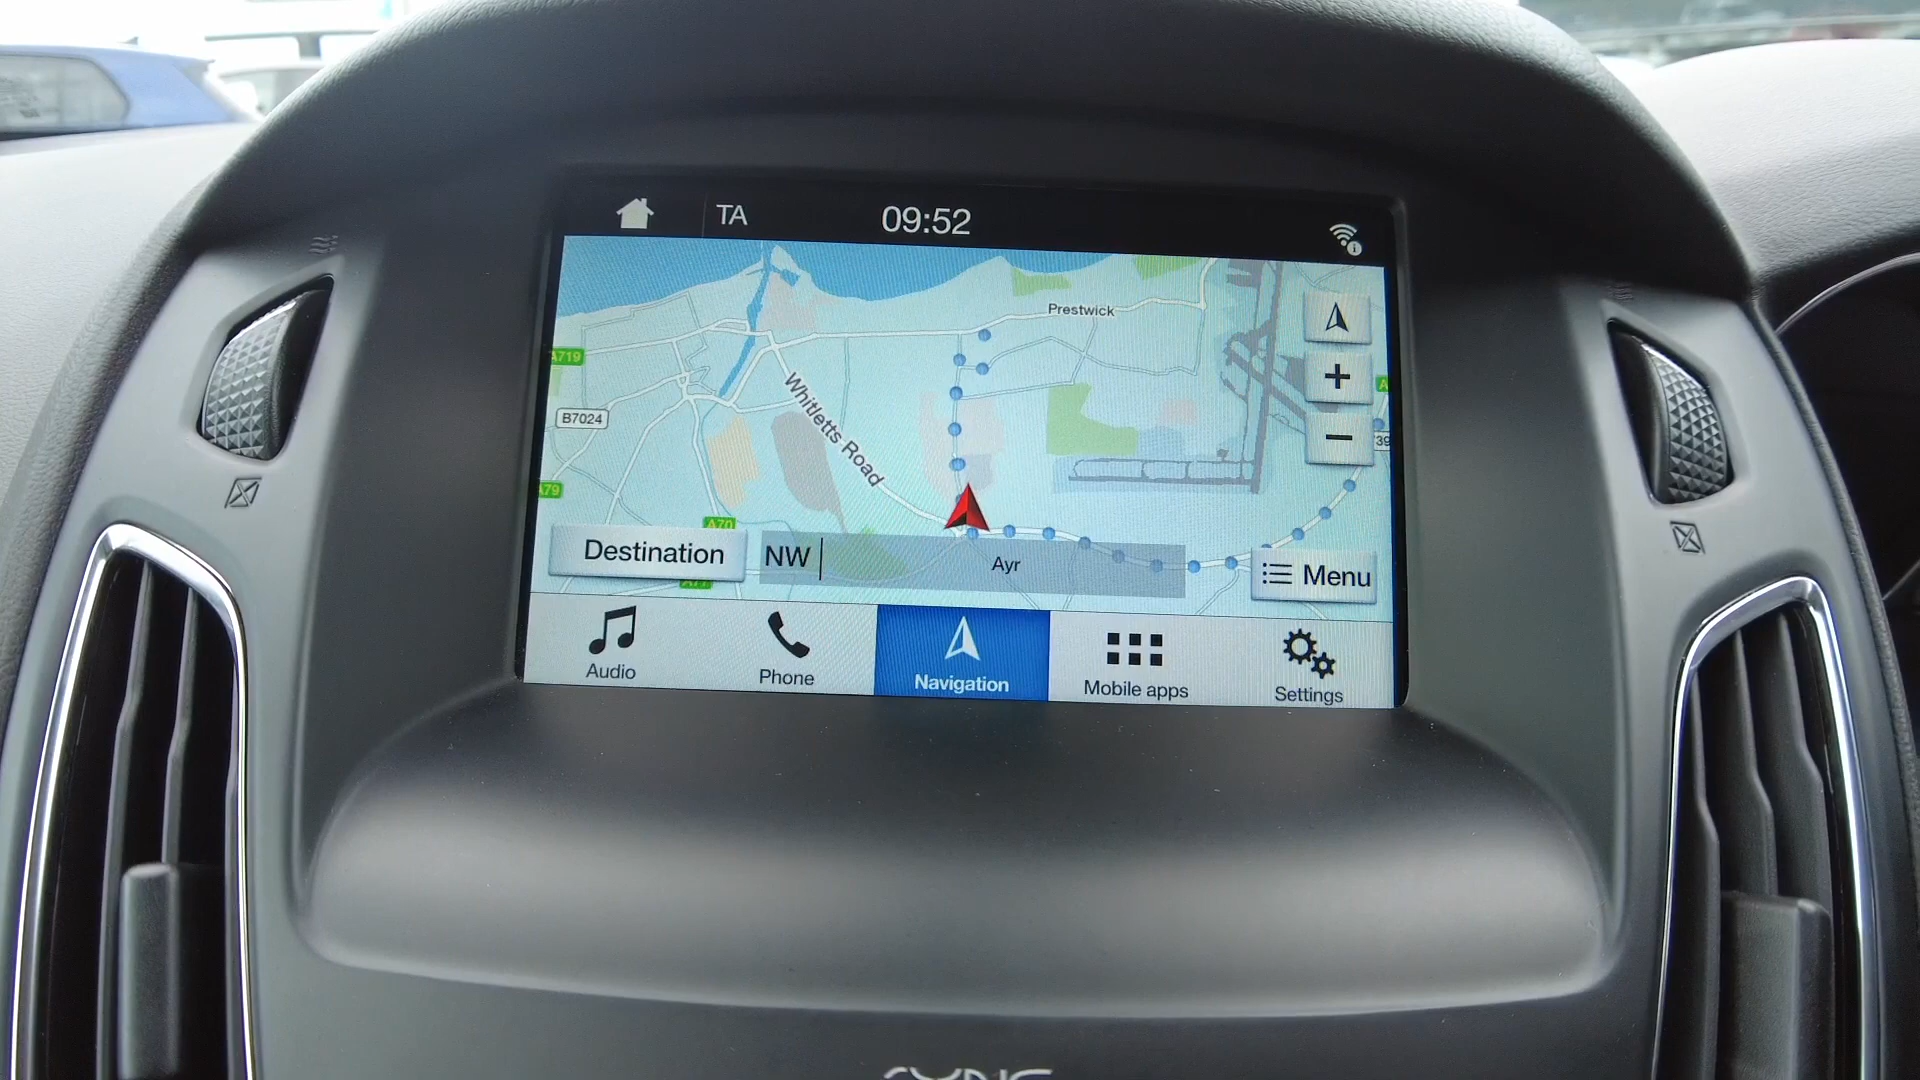 TA
09:52
Prestwick
A719
Whitletts Road
B7024
A79
A70
Destination
NW
Ayr
Menu
A77
Audio
Phone
Navigation
Mobile apps
Settings